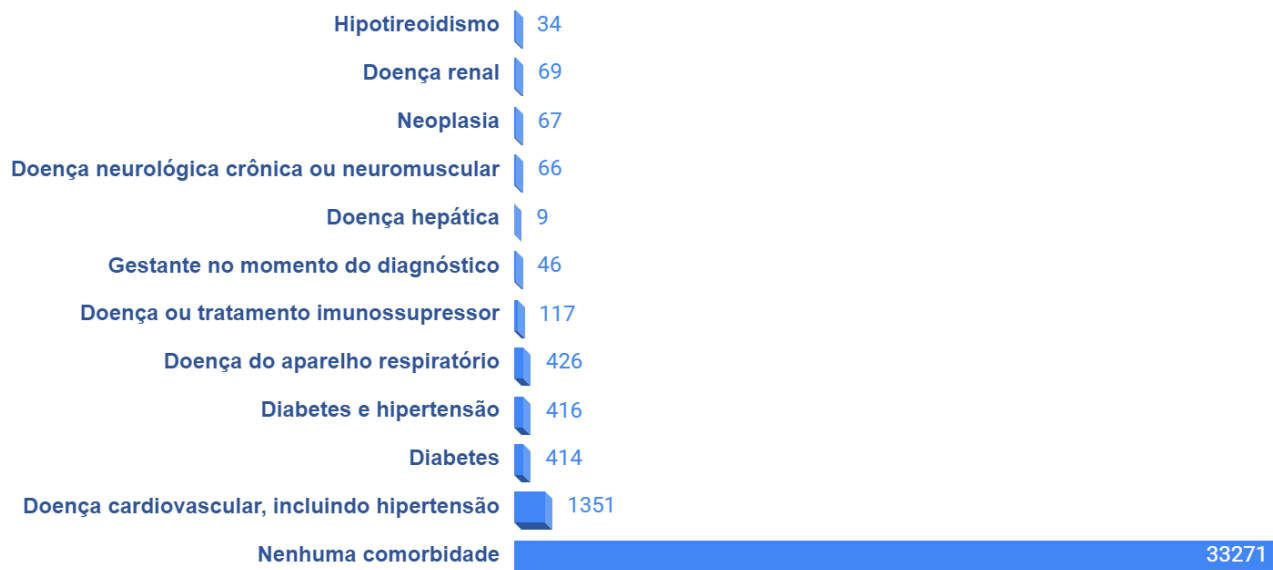 Hipotireoidismo 34
Doença renal 69
Neoplasia 67
Doença neurológica crônica ou neuromuscular 66
Doença hepática 9
Gestante no momento do diagnóstico 46
Doença ou tratamento imunossupressor 117
Doença do aparelho respiratório 426
Diabetes e hipertensão 416
Diabetes 414
Doença cardiovascular, incluindo hipertensão 1351
Nenhuma comorbidade 33271